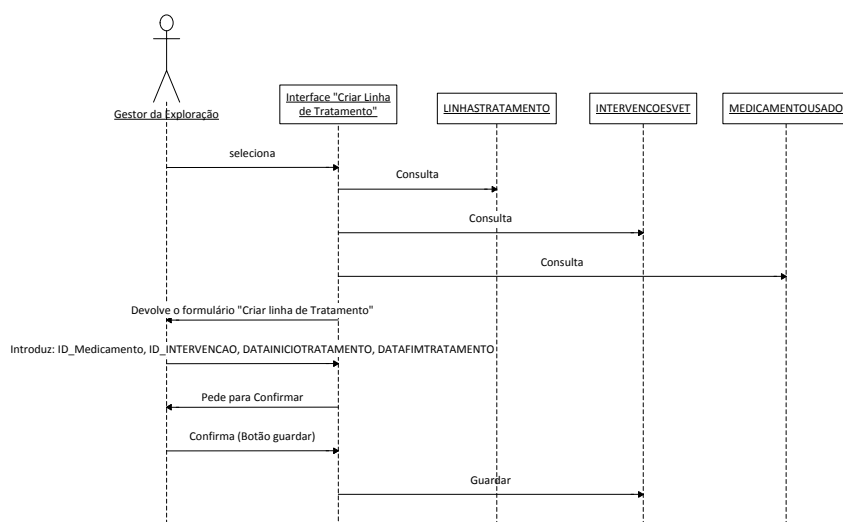 Gestor da Exploração
Interface "Criar Linha
de Tratamento"
LINHASTRATAMENTO
INTERVENCOESVET
MEDICAMENTOUSADO
seleciona
Consulta
Consulta
Consulta
Devolve o formulário "Criar linha de Tratamento"
Introduz: ID_Medicamento, ID_INTERVENCAO, DATAINICIOTRATAMENTO, DATAFIMTRATAMENTO
Pede para Confirmar
Confirma (Botão guardar)
Guardar